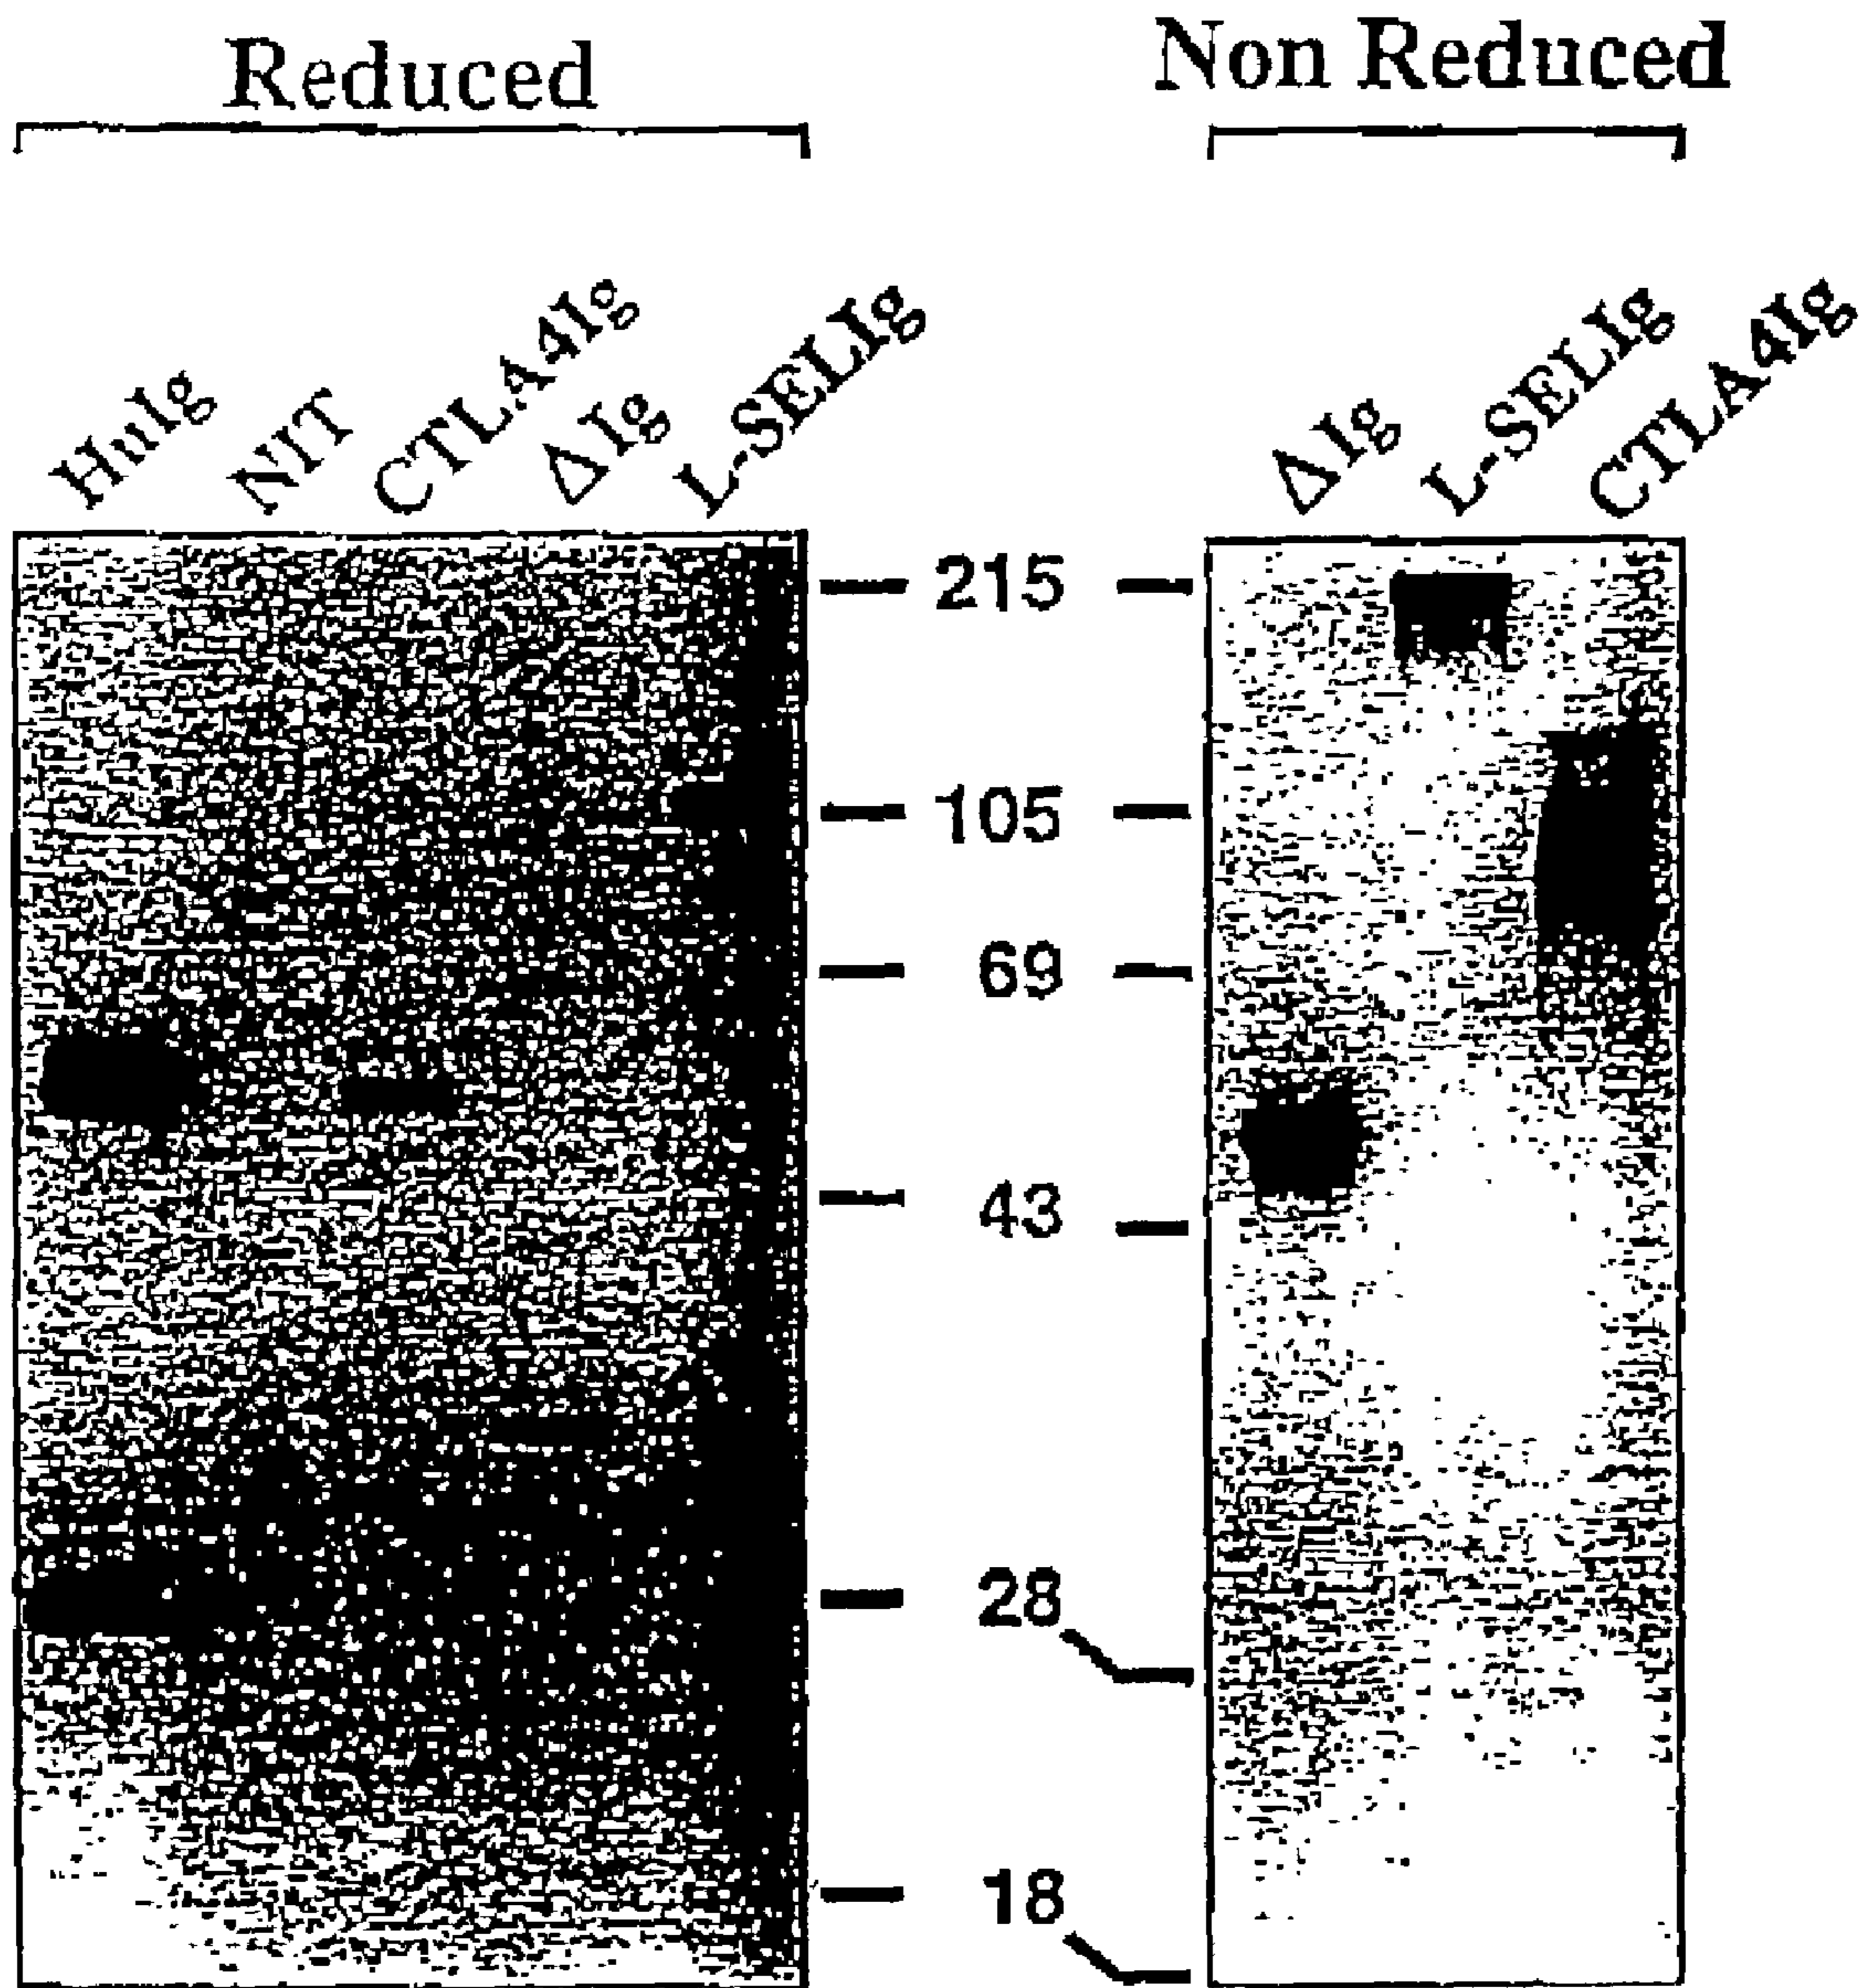 Reduced
Non Reduced
HuIg
NIT
CTLA4Ig
ΔIg
L-SELIg
ΔIg
L-SELIg
CTLA4Ig
215
105
69
43
28
18